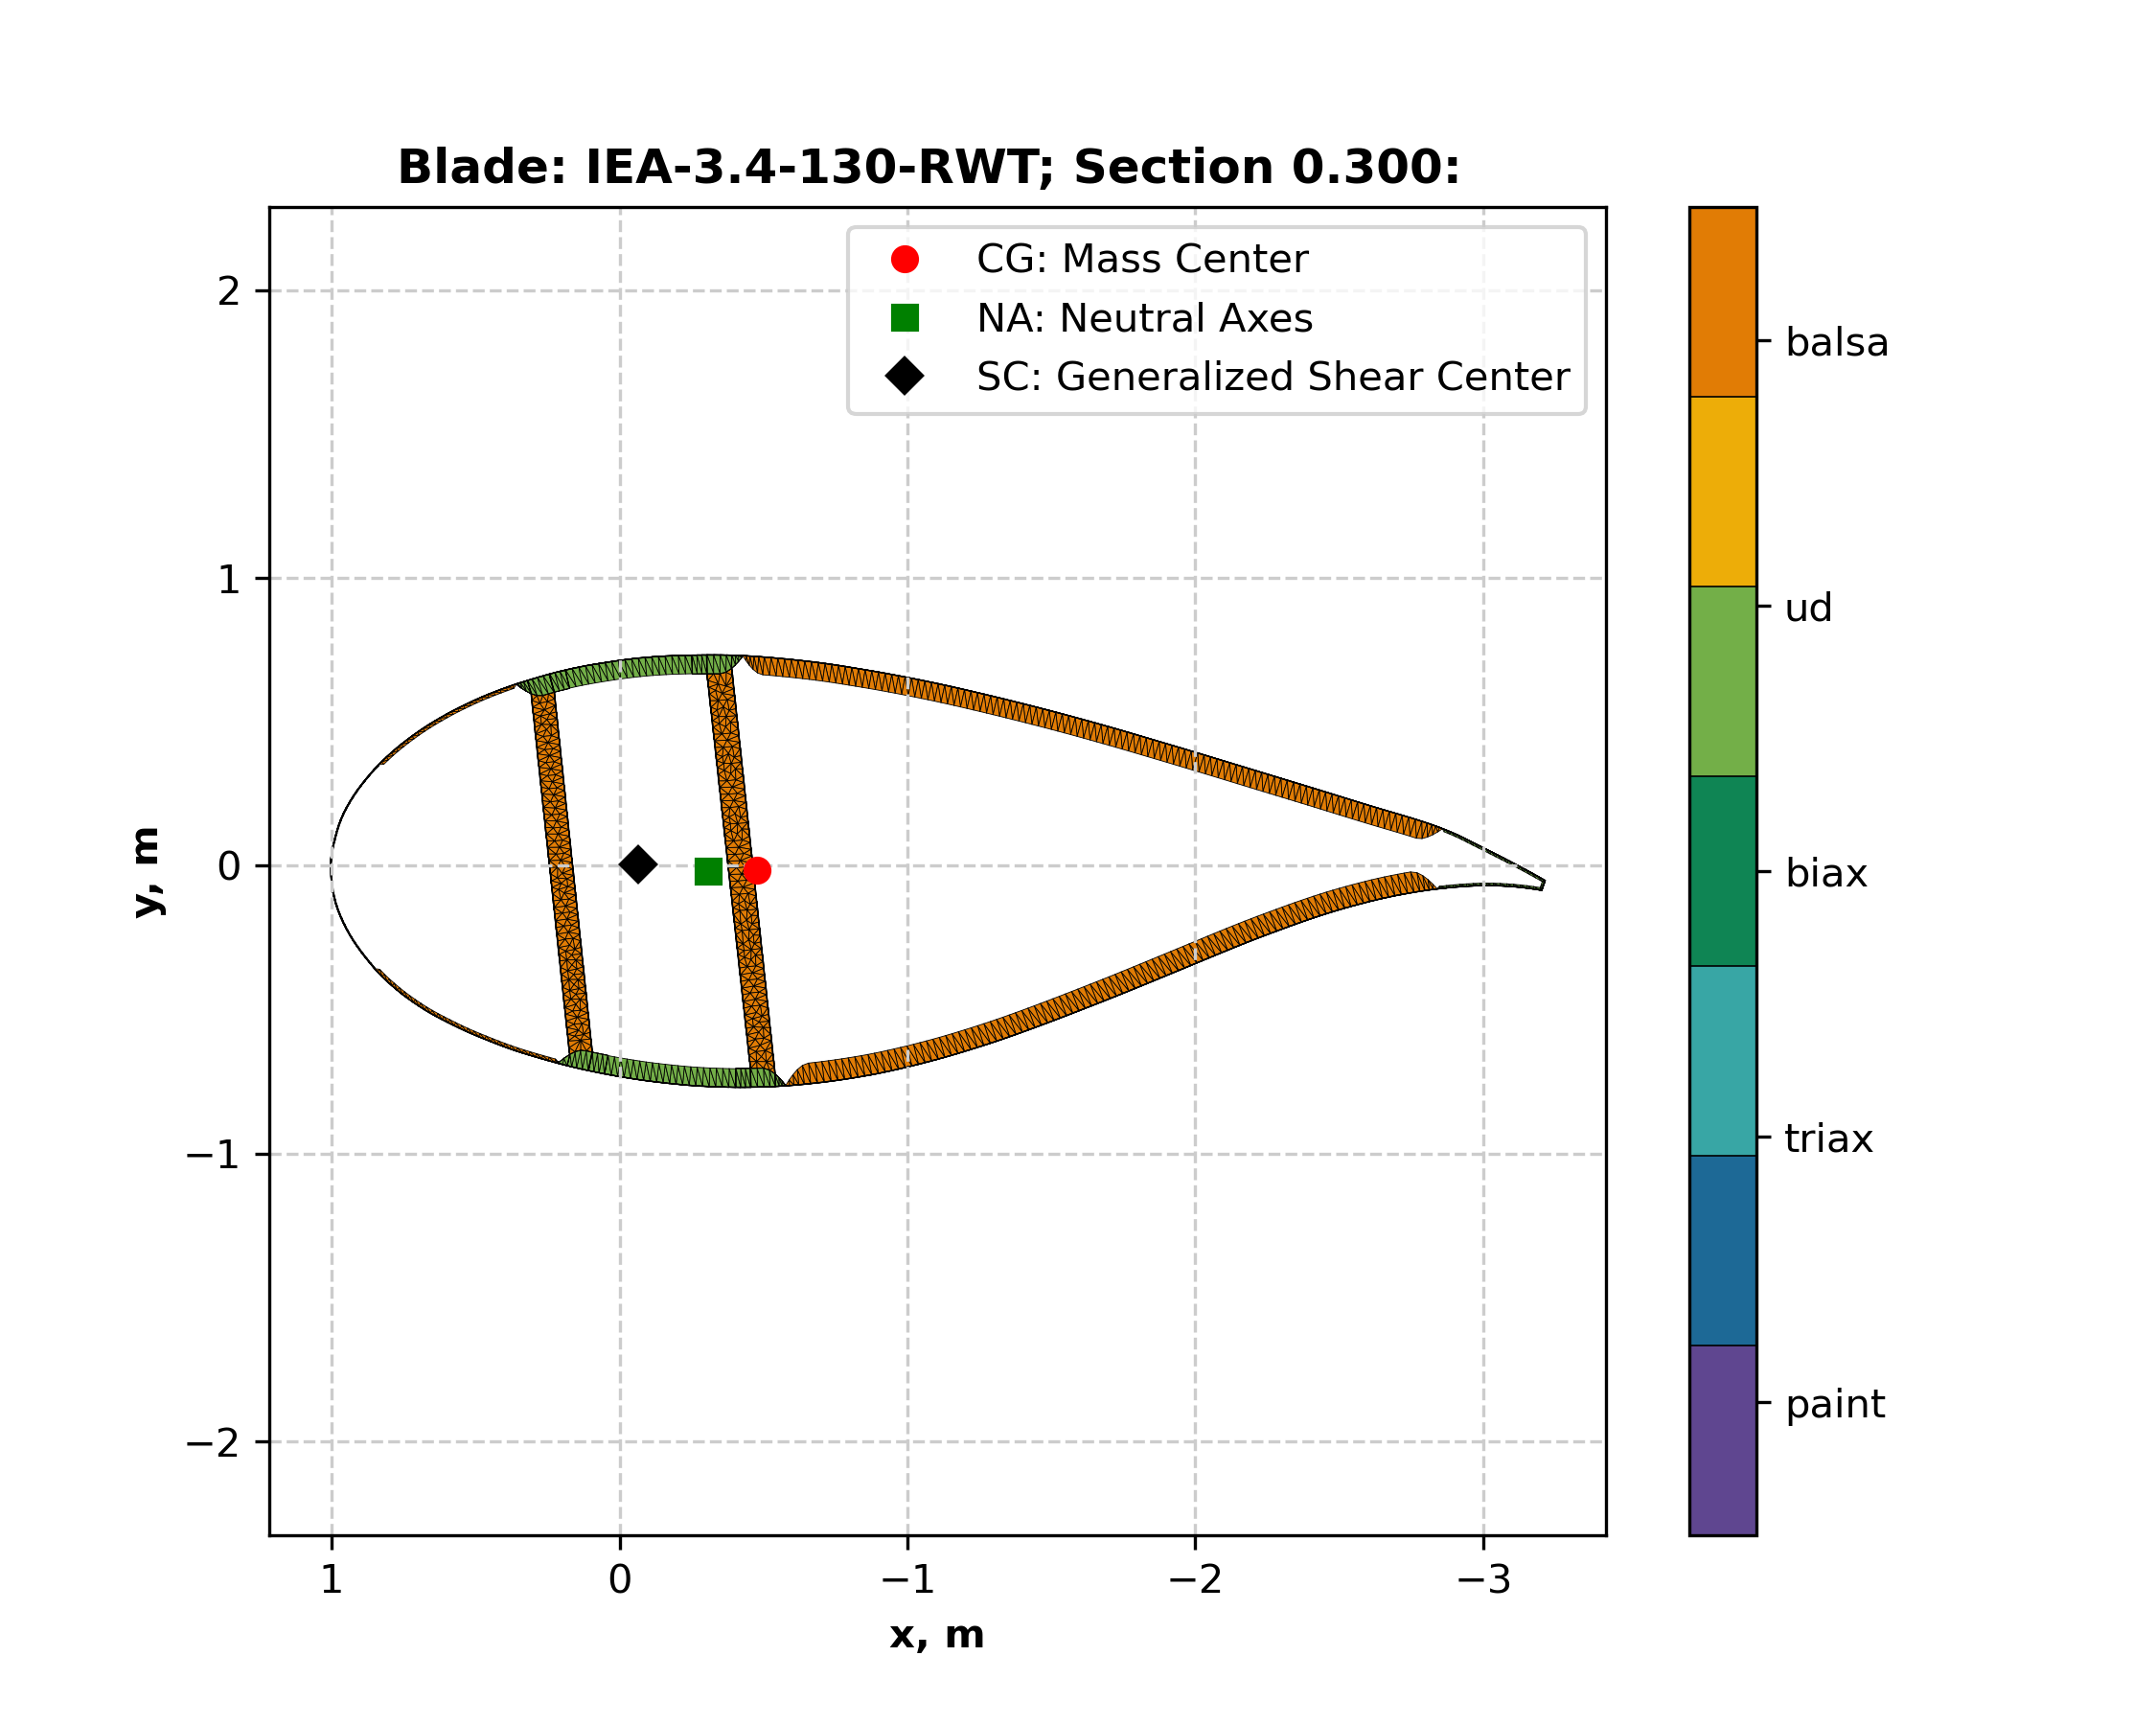 Blade: IEA-3.4-130-RWT; Section 0.300:
CG: Mass Center
NA: Neutral Axes
SC: Generalized Shear Center
2
1
0
−1
−2
y, m
1
0
−1
−2
−3
x, m
balsa
ud
biax
triax
paint